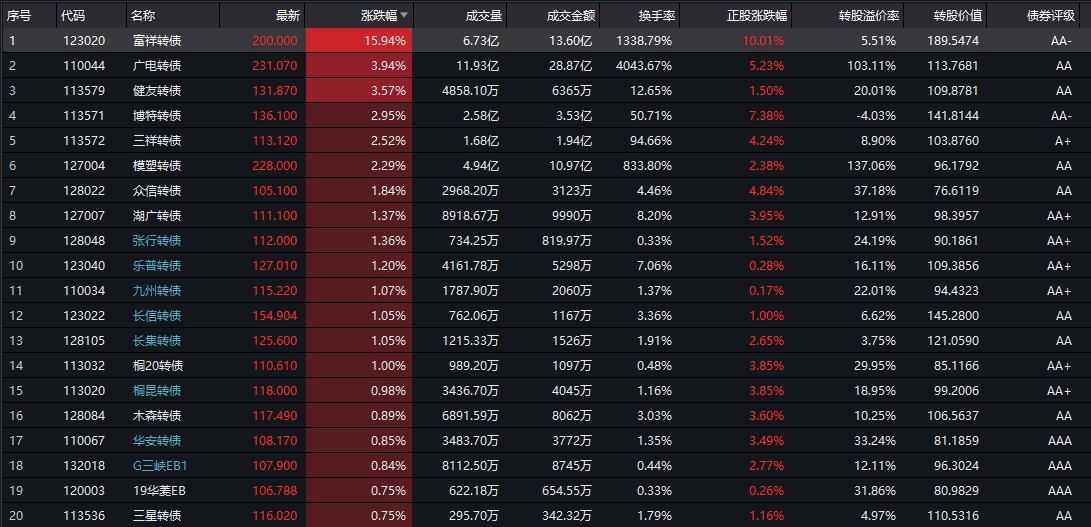 序号 代码 名称 最新 涨跌幅 成交量 成交金额 换手率 正股涨跌幅 转股溢价率 转股价值 债券评级
1 123020 富祥转债 200.000 15.94% 6.73亿 13.60亿 1338.79% 10.01% 5.51% 189.5474 AA-
2 110044 广电转债 231.070 3.94% 11.93亿 28.87亿 4043.67% 5.23% 103.11% 113.7681 AA
3 113579 健友转债 131.870 3.57% 4858.10万 6365万 12.65% 1.50% 20.01% 109.8781 AA
4 113571 博特转债 136.100 2.95% 2.58亿 3.53亿 50.71% 7.38% -4.03% 141.8144 AA-
5 113572 三祥转债 113.120 2.52% 1.68亿 1.94亿 94.66% 4.24% 8.90% 103.8760 A+
6 127004 模塑转债 228.000 2.29% 4.94亿 10.97亿 833.80% 2.38% 137.06% 96.1792 AA
7 128022 众信转债 105.100 1.84% 2968.20万 3123万 4.46% 4.84% 37.18% 76.6119 AA
8 127007 湖广转债 111.100 1.37% 8918.67万 9990万 8.20% 3.95% 12.91% 98.3957 AA+
9 128048 张行转债 112.000 1.36% 734.25万 819.97万 0.33% 1.52% 24.19% 90.1861 AA+
10 123040 乐普转债 127.010 1.20% 4161.78万 5298万 7.06% 0.28% 16.11% 109.3856 AA+
11 110034 九州转债 115.220 1.07% 1787.90万 2060万 1.37% 0.17% 22.01% 94.4323 AA+
12 123022 长信转债 154.904 1.05% 762.06万 1167万 3.36% 1.00% 6.62% 145.2800 AA
13 128105 长集转债 125.600 1.05% 1215.33万 1526万 1.91% 2.65% 3.75% 121.0590 AA
14 113032 桐20转债 110.610 1.00% 989.20万 1097万 0.48% 3.85% 29.95% 85.1166 AA+
15 113020 桐昆转债 118.000 0.98% 3436.70万 4045万 1.16% 3.85% 18.95% 99.2006 AA+
16 128084 木森转债 117.490 0.89% 6891.59万 8062万 3.03% 3.60% 10.25% 106.5637 AA
17 110067 华安转债 108.170 0.85% 3483.70万 3772万 1.35% 3.49% 33.24% 81.1859 AAA
18 132018 G三峡EB1 107.900 0.84% 8112.50万 8745万 0.44% 2.77% 12.11% 96.3024 AAA
19 120003 19华菱EB 106.788 0.75% 622.18万 654.55万 0.33% 0.26% 31.86% 80.9829 AAA
20 113536 三星转债 116.020 0.75% 295.70万 342.32万 1.79% 1.16% 4.97% 110.5316 AA